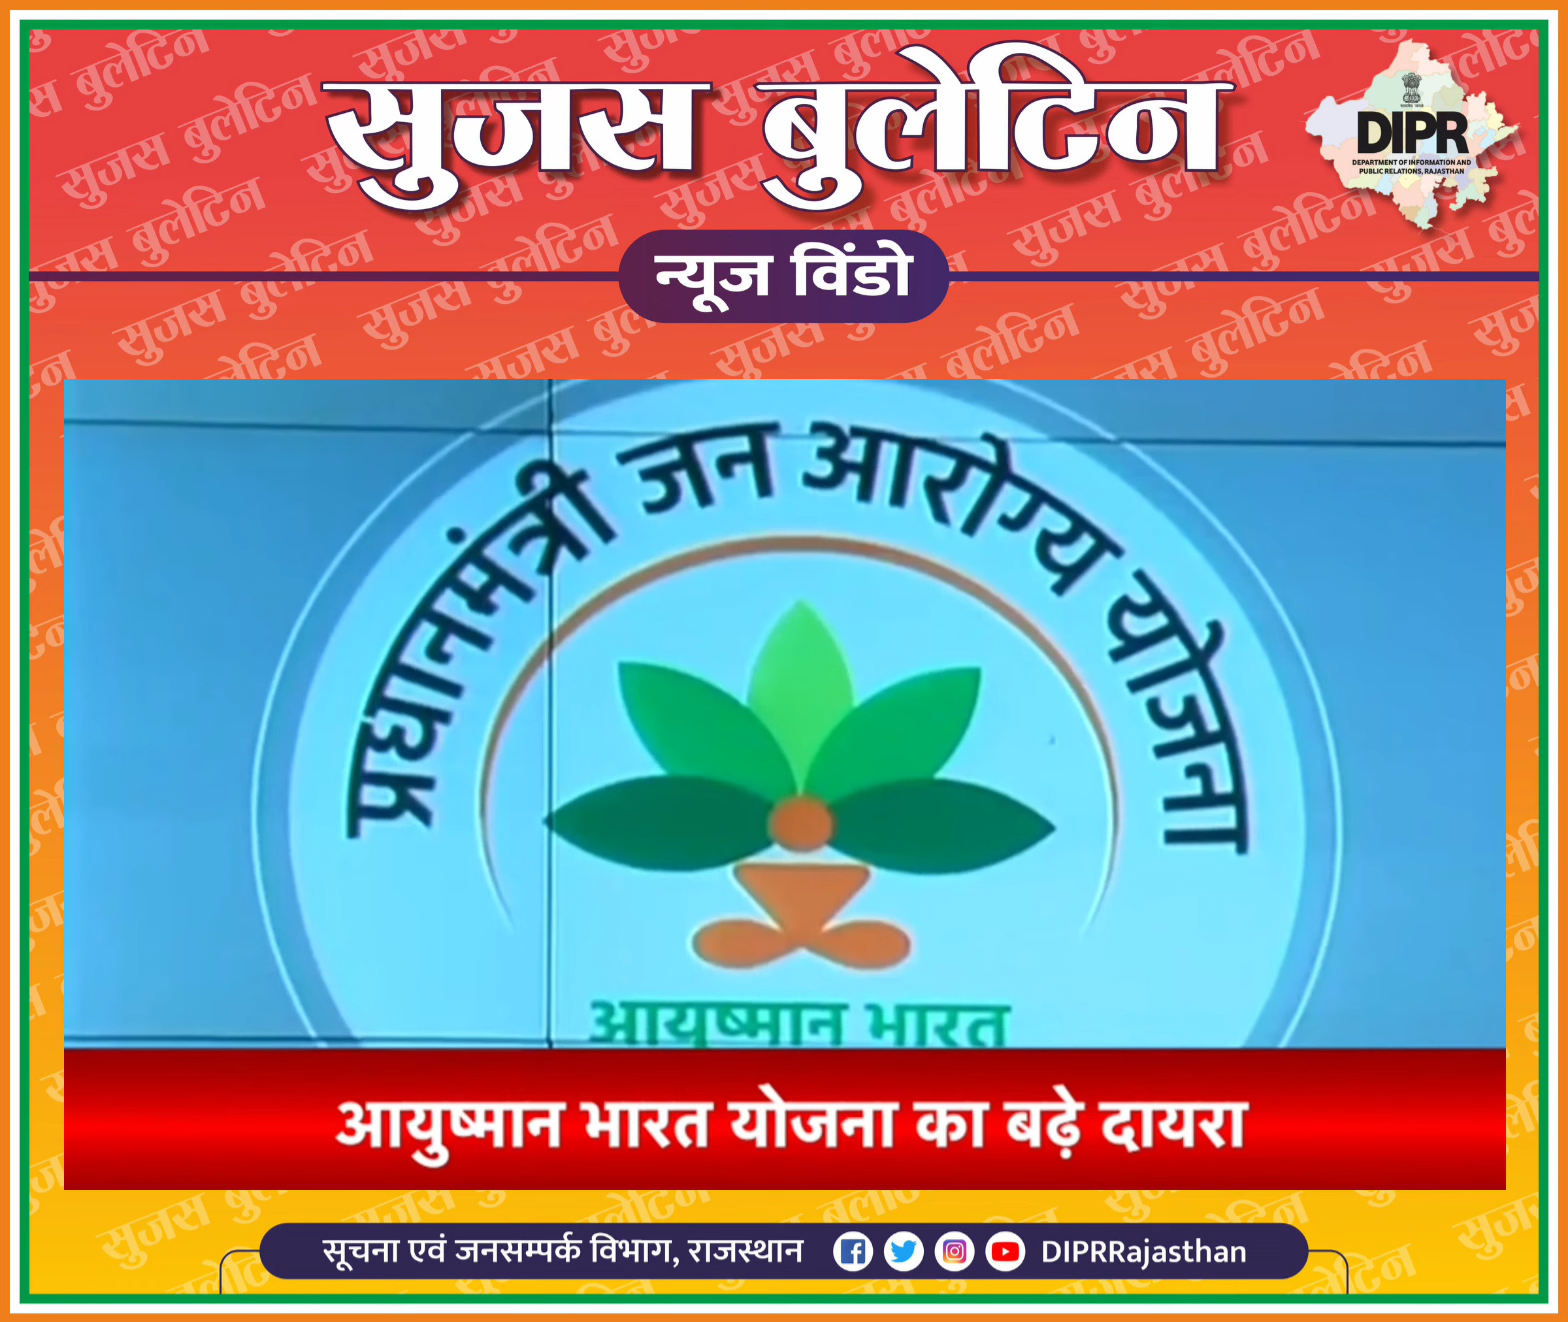 सुजस बुलेटिन
DIPR
DEPARTMENT OF INFORMATION AND
PUBLIC RELATIONS, RAJASTHAN
न्यूज विंडो
प्रधानमंत्री जन आरोग्य योजना
आयुष्मान भारत
आयुष्मान भारत योजना का बढ़े दायरा
सूचना एवं जनसम्पर्क विभाग, राजस्थान DIPRRajasthan